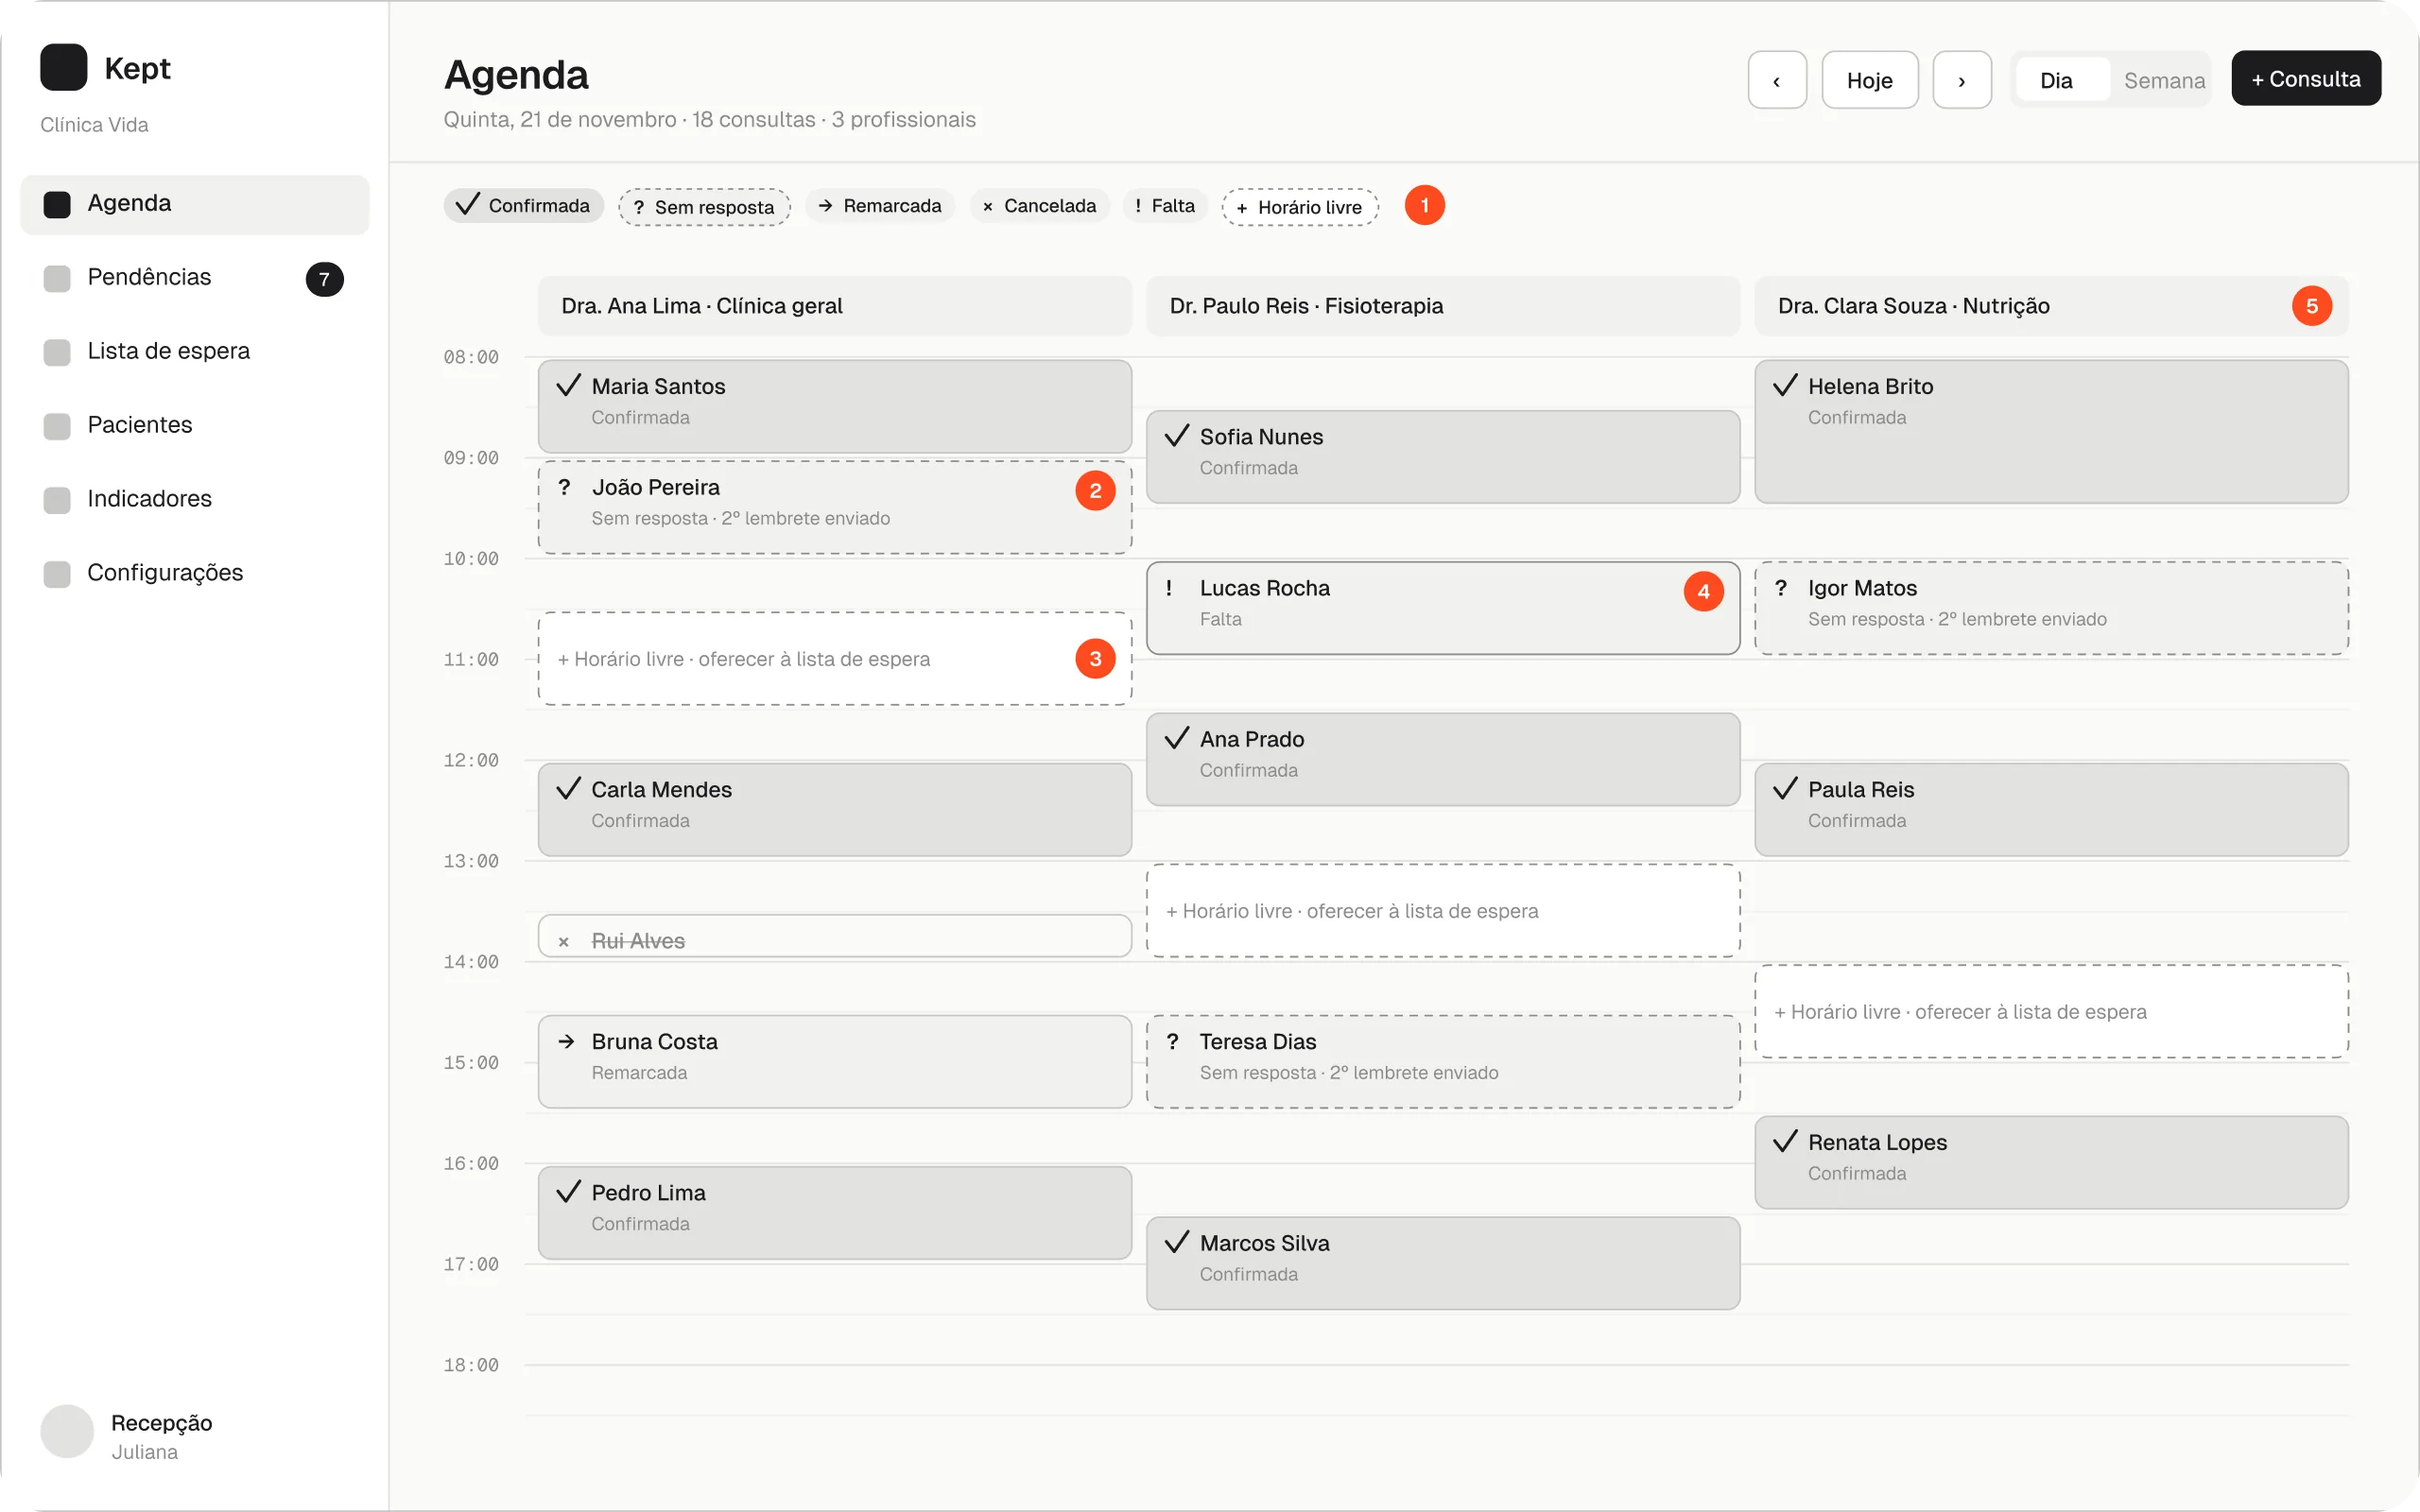 Kept
Clínica Vida
Agenda
Pendências 7
Lista de espera
Pacientes
Indicadores
Configurações
Recepção
Juliana
Agenda
Quinta, 21 de novembro · 18 consultas · 3 profissionais
‹ Hoje › Dia Semana + Consulta
✓ Confirmada ? Sem resposta → Remarcada × Cancelada ! Falta + Horário livre 1
Dra. Ana Lima · Clínica geral
Dr. Paulo Reis · Fisioterapia
Dra. Clara Souza · Nutrição 5
08:00
09:00
10:00
11:00
12:00
13:00
14:00
15:00
16:00
17:00
18:00
✓ Maria Santos
Confirmada
? João Pereira 2
Sem resposta · 2º lembrete enviado
+ Horário livre · oferecer à lista de espera 3
✓ Carla Mendes
Confirmada
× Rui Alves
→ Bruna Costa
Remarcada
✓ Pedro Lima
Confirmada
✓ Sofia Nunes
Confirmada
! Lucas Rocha 4
Falta
✓ Ana Prado
Confirmada
+ Horário livre · oferecer à lista de espera
? Teresa Dias
Sem resposta · 2º lembrete enviado
✓ Marcos Silva
Confirmada
✓ Helena Brito
Confirmada
? Igor Matos
Sem resposta · 2º lembrete enviado
✓ Paula Reis
Confirmada
+ Horário livre · oferecer à lista de espera
✓ Renata Lopes
Confirmada